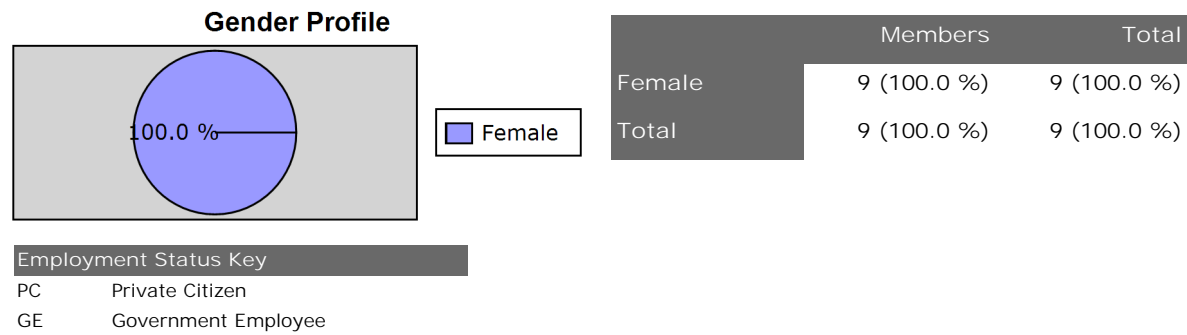 Gender Profile
100.0 %
Female
Members Total
Female 9 (100.0 %) 9 (100.0 %)
Total 9 (100.0 %) 9 (100.0 %)
Employment Status Key
PC Private Citizen
GE Government Employee